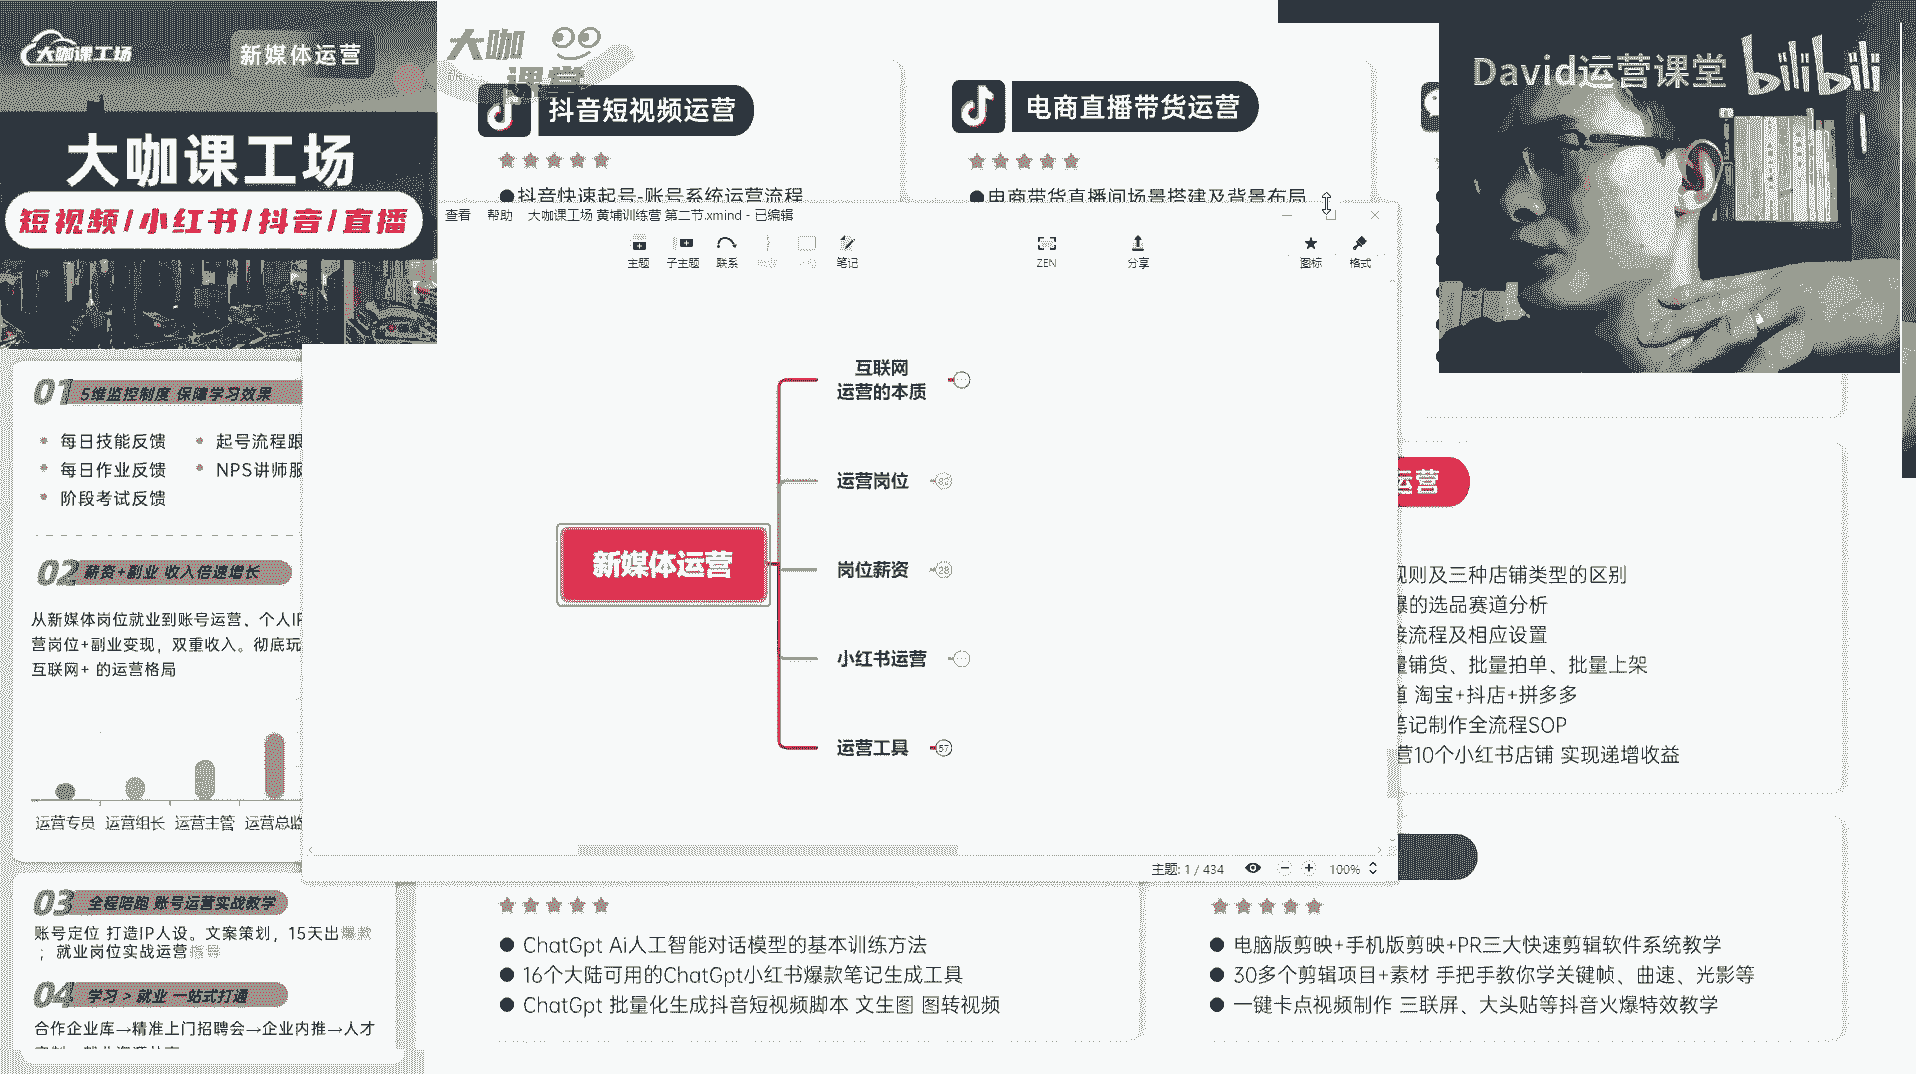 大咖课工场
新媒体运营
大咖课工场
短视频/小红书/抖音/直播
大咖
课堂
抖音短视频运营
●抖音快速起号-账号系统运营流程
电商直播带货运营
●电商带货直播间场景搭建及背景布局
David运营课堂 bilibili
查看 帮助 大咖课工场 黄埔训练营 第二节.xmind - 已编辑
主题 子主题 联系 笔记 ZEN 分享 图标 格式
01 5维监控制度 保障学习效果
每日技能反馈
起号流程跟
每日作业反馈
NPS讲师服
阶段考试反馈
02 薪资+副业 收入倍速增长
从新媒体岗位就业到账号运营、个人IP
营岗位+副业变现，双重收入。彻底玩
互联网+ 的运营格局
运营专员 运营组长 运营主管 运营总监
互联网
运营的本质
运营岗位
岗位薪资 28
新媒体运营
小红书运营
运营工具 57
主题: 1 / 434 100%
运营
规则及三种店铺类型的区别
爆的选品赛道分析
接流程及相应设置
量铺货、批量拍单、批量上架
道 淘宝+抖店+拼多多
笔记制作全流程SOP
营10个小红书店铺 实现递增收益
03 全程陪跑 账号运营实战教学
账号定位 打造IP人设。文案策划，15天出爆款
；就业岗位实战运营指导
04 学习 > 就业 一站式打通
合作企业库→精准上门招聘会→企业内推→人才
● ChatGpt Ai人工智能对话模型的基本训练方法
● 16个大陆可用的ChatGpt小红书爆款笔记生成工具
● ChatGpt 批量化生成抖音短视频脚本 文生图 图转视频
● 电脑版剪映+手机版剪映+PR三大快速剪辑软件系统教学
● 30多个剪辑项目+素材 手把手教你学关键帧、曲速、光影等
● 一键卡点视频制作 三联屏、大头贴等抖音火爆特效教学